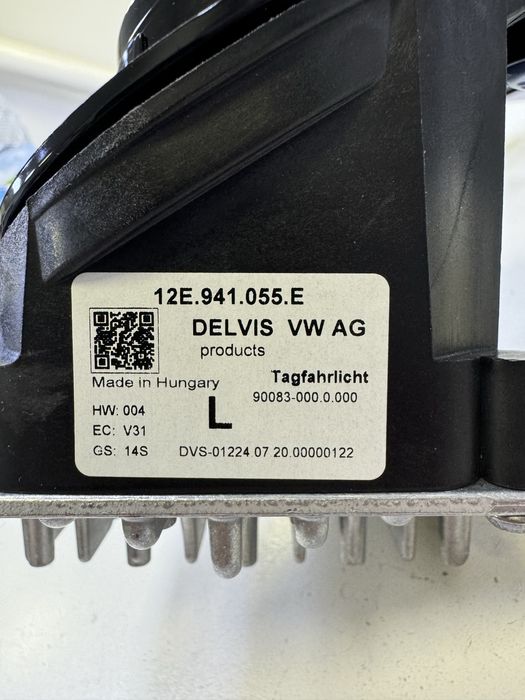 12E.941.055.E
DELVIS VW AG
products
Made in Hungary
Tagfahrlicht
90083-000.0.000
HW: 004
L
EC: V31
GS: 14S
DVS-01224 07 20.00000122